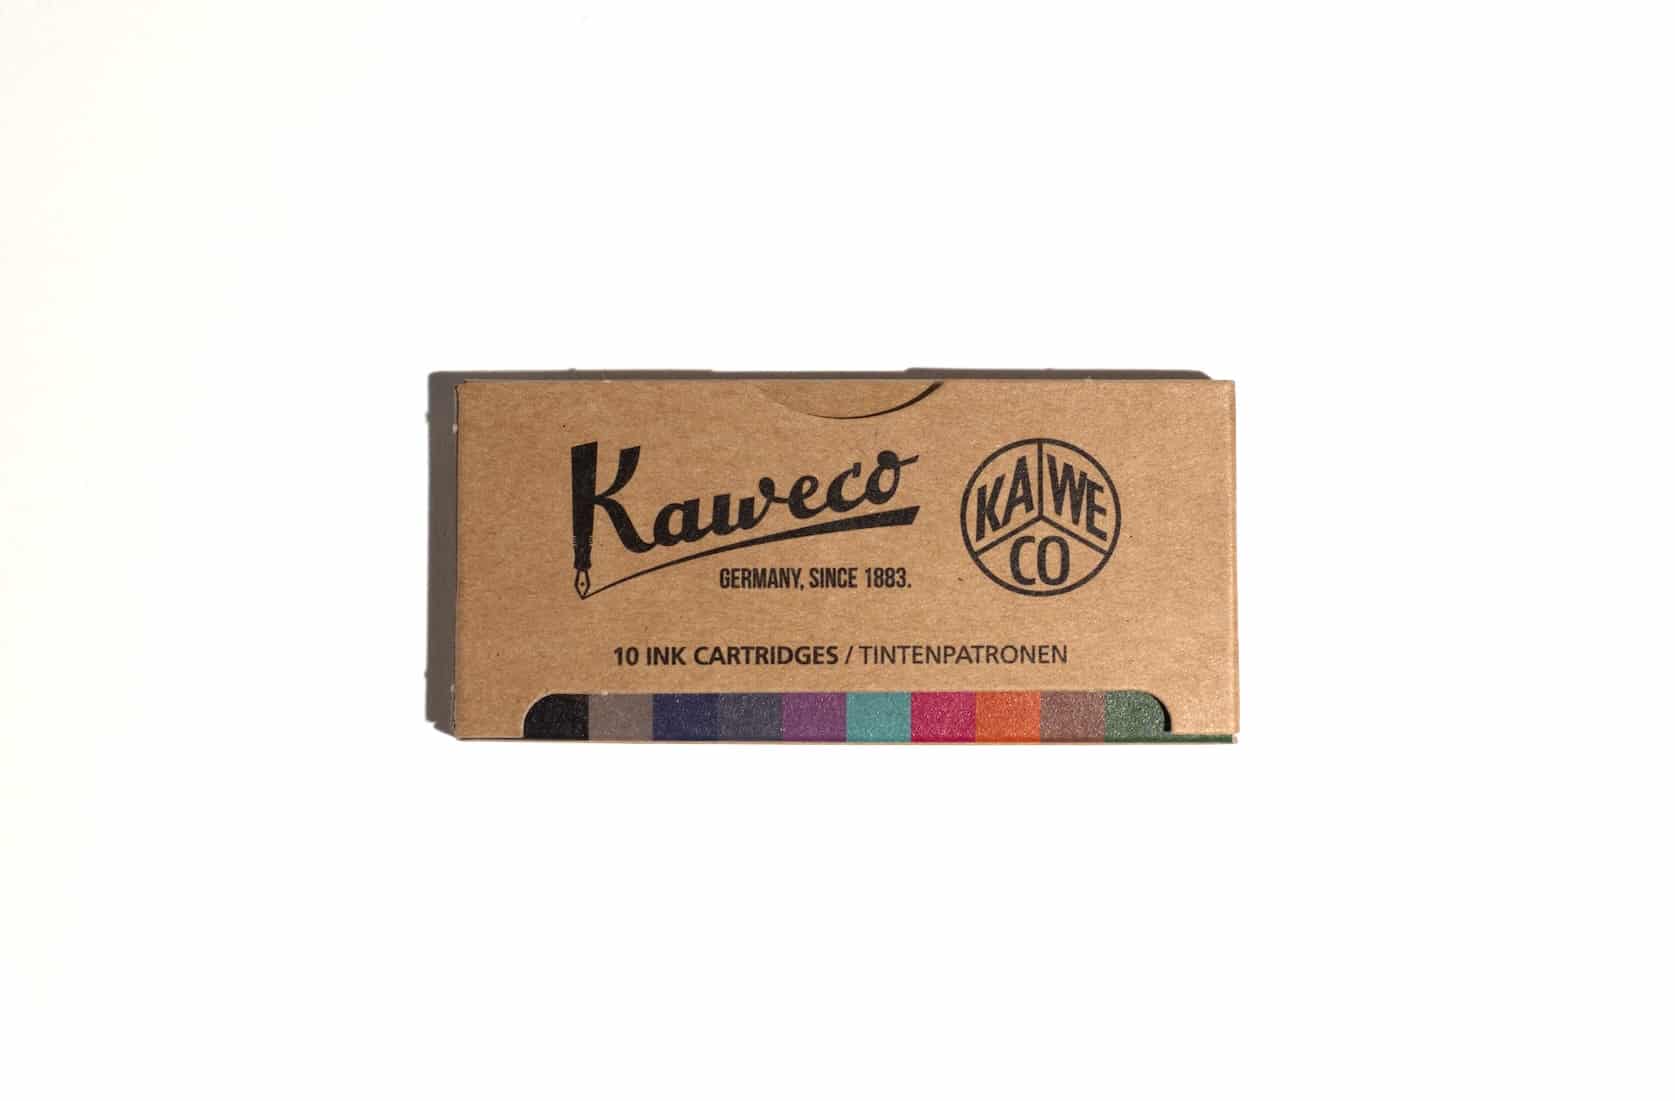 Kaweco
GERMANY, SINCE 1883.
KA WE
CO
10 INK CARTRIDGES / TINTENPATRONEN